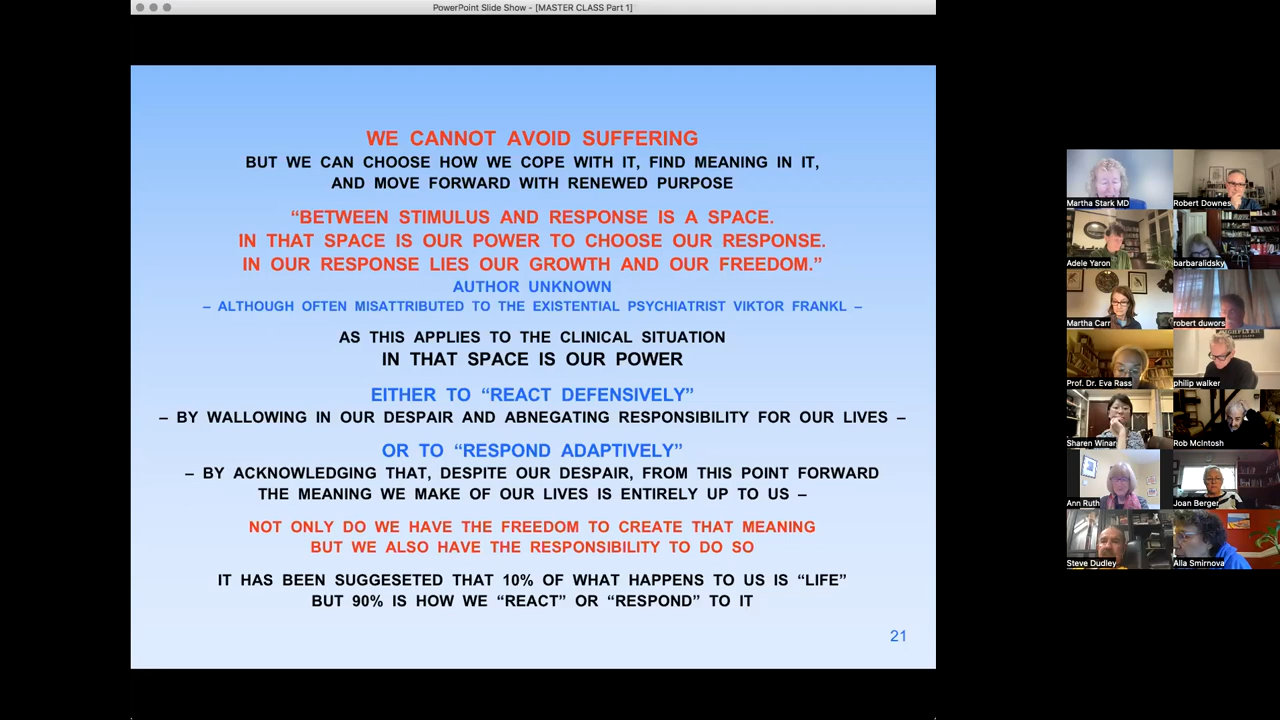 PowerPoint Slide Show - [MASTER CLASS Part 1]
WE CANNOT AVOID SUFFERING
BUT WE CAN CHOOSE HOW WE COPE WITH IT, FIND MEANING IN IT,
AND MOVE FORWARD WITH RENEWED PURPOSE
“BETWEEN STIMULUS AND RESPONSE IS A SPACE.
IN THAT SPACE IS OUR POWER TO CHOOSE OUR RESPONSE.
IN OUR RESPONSE LIES OUR GROWTH AND OUR FREEDOM.”
AUTHOR UNKNOWN
– ALTHOUGH OFTEN MISATTRIBUTED TO THE EXISTENTIAL PSYCHIATRIST VIKTOR FRANKL –
AS THIS APPLIES TO THE CLINICAL SITUATION
IN THAT SPACE IS OUR POWER
EITHER TO “REACT DEFENSIVELY”
– BY WALLOWING IN OUR DESPAIR AND ABNEGATING RESPONSIBILITY FOR OUR LIVES –
OR TO “RESPOND ADAPTIVELY”
– BY ACKNOWLEDGING THAT, DESPITE OUR DESPAIR, FROM THIS POINT FORWARD
THE MEANING WE MAKE OF OUR LIVES IS ENTIRELY UP TO US –
NOT ONLY DO WE HAVE THE FREEDOM TO CREATE THAT MEANING
BUT WE ALSO HAVE THE RESPONSIBILITY TO DO SO
IT HAS BEEN SUGGESETED THAT 10% OF WHAT HAPPENS TO US IS “LIFE”
BUT 90% IS HOW WE “REACT” OR “RESPOND” TO IT
21
Martha Stark MD
Robert Downes
Adele Yaron
barbaralidsky
Martha Carr
robert duwors
Prof. Dr. Eva Rass
philip walker
Sharen Winar
Rob McIntosh
Ann Ruth
Joan Berger
Steve Dudley
Alla Smirnova